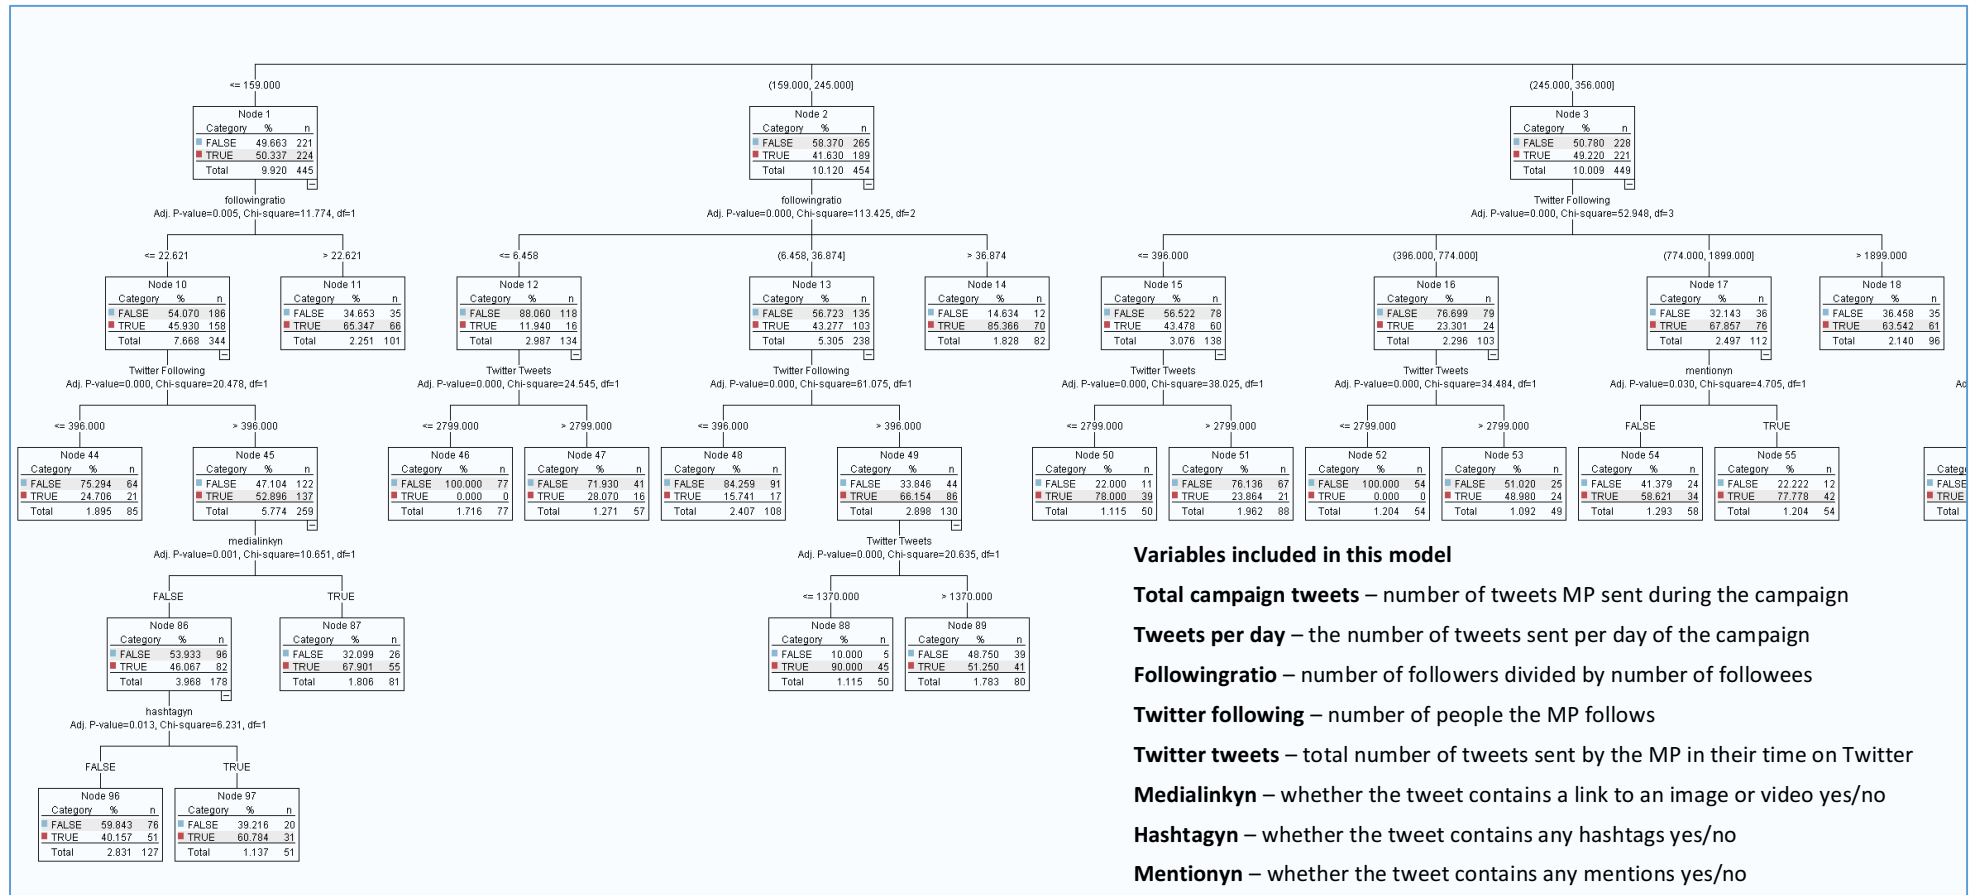 <= 159.000
(159.000, 245.000]
(245.000, 356.000]
Node 1
Category % n
FALSE 49.663 221
TRUE 50.337 224
Total 9.920 445
Node 2
Category % n
FALSE 58.370 265
TRUE 41.630 189
Total 10.120 454
Node 3
Category % n
FALSE 50.780 228
TRUE 49.220 221
Total 10.009 449
followingratio
Adj. P-value=0.005, Chi-square=11.774, df=1
followingratio
Adj. P-value=0.000, Chi-square=113.425, df=2
Twitter Following
Adj. P-value=0.000, Chi-square=52.948, df=3
<= 22.621
> 22.621
<= 6.458
(6.458, 36.874]
> 36.874
<= 396.000
(396.000, 774.000]
(774.000, 1899.000]
> 1899.000
Node 10
Category % n
FALSE 54.070 186
TRUE 45.930 158
Total 7.668 344
Node 11
Category % n
FALSE 34.653 35
TRUE 65.347 66
Total 2.251 101
Node 12
Category % n
FALSE 88.060 118
TRUE 11.940 16
Total 2.987 134
Node 13
Category % n
FALSE 56.723 135
TRUE 43.277 103
Total 5.305 238
Node 14
Category % n
FALSE 14.634 12
TRUE 85.366 70
Total 1.828 82
Node 15
Category % n
FALSE 56.522 78
TRUE 43.478 60
Total 3.076 138
Node 16
Category % n
FALSE 76.699 79
TRUE 23.301 24
Total 2.296 103
Node 17
Category % n
FALSE 32.143 36
TRUE 67.857 76
Total 2.497 112
Node 18
Category % n
FALSE 36.458 35
TRUE 63.542 61
Total 2.140 96
Twitter Following
Adj. P-value=0.000, Chi-square=20.478, df=1
Twitter Tweets
Adj. P-value=0.000, Chi-square=24.545, df=1
Twitter Following
Adj. P-value=0.000, Chi-square=61.075, df=1
Twitter Tweets
Adj. P-value=0.000, Chi-square=38.025, df=1
Twitter Tweets
Adj. P-value=0.000, Chi-square=34.484, df=1
mentionyn
Adj. P-value=0.030, Chi-square=4.705, df=1
<= 396.000
> 396.000
<= 2799.000
> 2799.000
<= 396.000
> 396.000
<= 2799.000
> 2799.000
<= 2799.000
> 2799.000
FALSE
TRUE
Node 44
Category % n
FALSE 75.294 64
TRUE 24.706 21
Total 1.895 85
Node 45
Category % n
FALSE 47.104 122
TRUE 52.896 137
Total 5.774 259
Node 46
Category % n
FALSE 100.000 77
TRUE 0.000 0
Total 1.716 77
Node 47
Category % n
FALSE 71.930 41
TRUE 28.070 16
Total 1.271 57
Node 48
Category % n
FALSE 84.259 91
TRUE 15.741 17
Total 2.407 108
Node 49
Category % n
FALSE 33.846 44
TRUE 66.154 86
Total 2.898 130
Node 50
Category % n
FALSE 22.000 11
TRUE 78.000 39
Total 1.115 50
Node 51
Category % n
FALSE 76.136 67
TRUE 23.864 21
Total 1.962 88
Node 52
Category % n
FALSE 100.000 54
TRUE 0.000 0
Total 1.204 54
Node 53
Category % n
FALSE 51.020 25
TRUE 48.980 24
Total 1.092 49
Node 54
Category % n
FALSE 41.379 24
TRUE 58.621 34
Total 1.293 58
Node 55
Category % n
FALSE 22.222 12
TRUE 77.778 42
Total 1.204 54
FALSE
TRUE
Total
medialinkyn
Adj. P-value=0.001, Chi-square=10.651, df=1
Twitter Tweets
Adj. P-value=0.000, Chi-square=20.635, df=1
FALSE
TRUE
<= 1370.000
> 1370.000
Node 86
Category % n
FALSE 53.933 96
TRUE 46.067 82
Total 3.968 178
Node 87
Category % n
FALSE 32.099 26
TRUE 67.901 55
Total 1.806 81
Node 88
Category % n
FALSE 10.000 5
TRUE 90.000 45
Total 1.115 50
Node 89
Category % n
FALSE 48.750 39
TRUE 51.250 41
Total 1.783 80
hashtagyn
Adj. P-value=0.013, Chi-square=6.231, df=1
FALSE
TRUE
Node 96
Category % n
FALSE 59.843 76
TRUE 40.157 51
Total 2.831 127
Node 97
Category % n
FALSE 39.216 20
TRUE 60.784 31
Total 1.137 51
Variables included in this model
Total campaign tweets – number of tweets MP sent during the campaign
Tweets per day – the number of tweets sent per day of the campaign
Followingratio – number of followers divided by number of followees
Twitter following – number of people the MP follows
Twitter tweets – total number of tweets sent by the MP in their time on Twitter
Medialinkyn – whether the tweet contains a link to an image or video yes/no
Hashtagyn – whether the tweet contains any hashtags yes/no
Mentionyn – whether the tweet contains any mentions yes/no